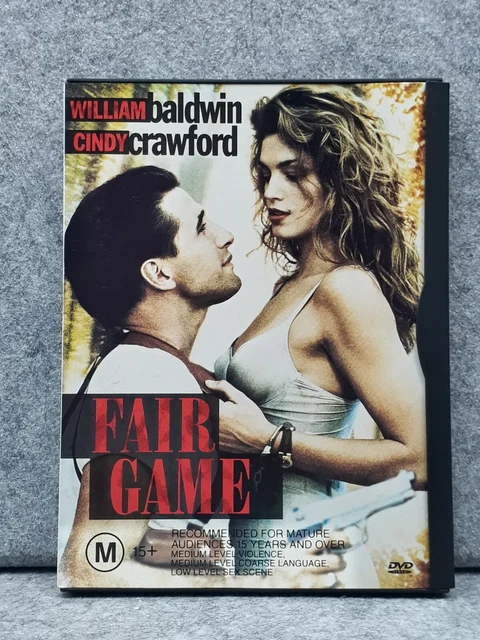 WILLIAM baldwin
CINDY crawford
FAIR
GAME
M 15+
RECOMMENDED FOR MATURE
AUDIENCES 15 YEARS AND OVER
MEDIUM LEVEL VIOLENCE,
MEDIUM LEVEL COARSE LANGUAGE,
LOW LEVEL SEX SCENE
DVD
VIDEO